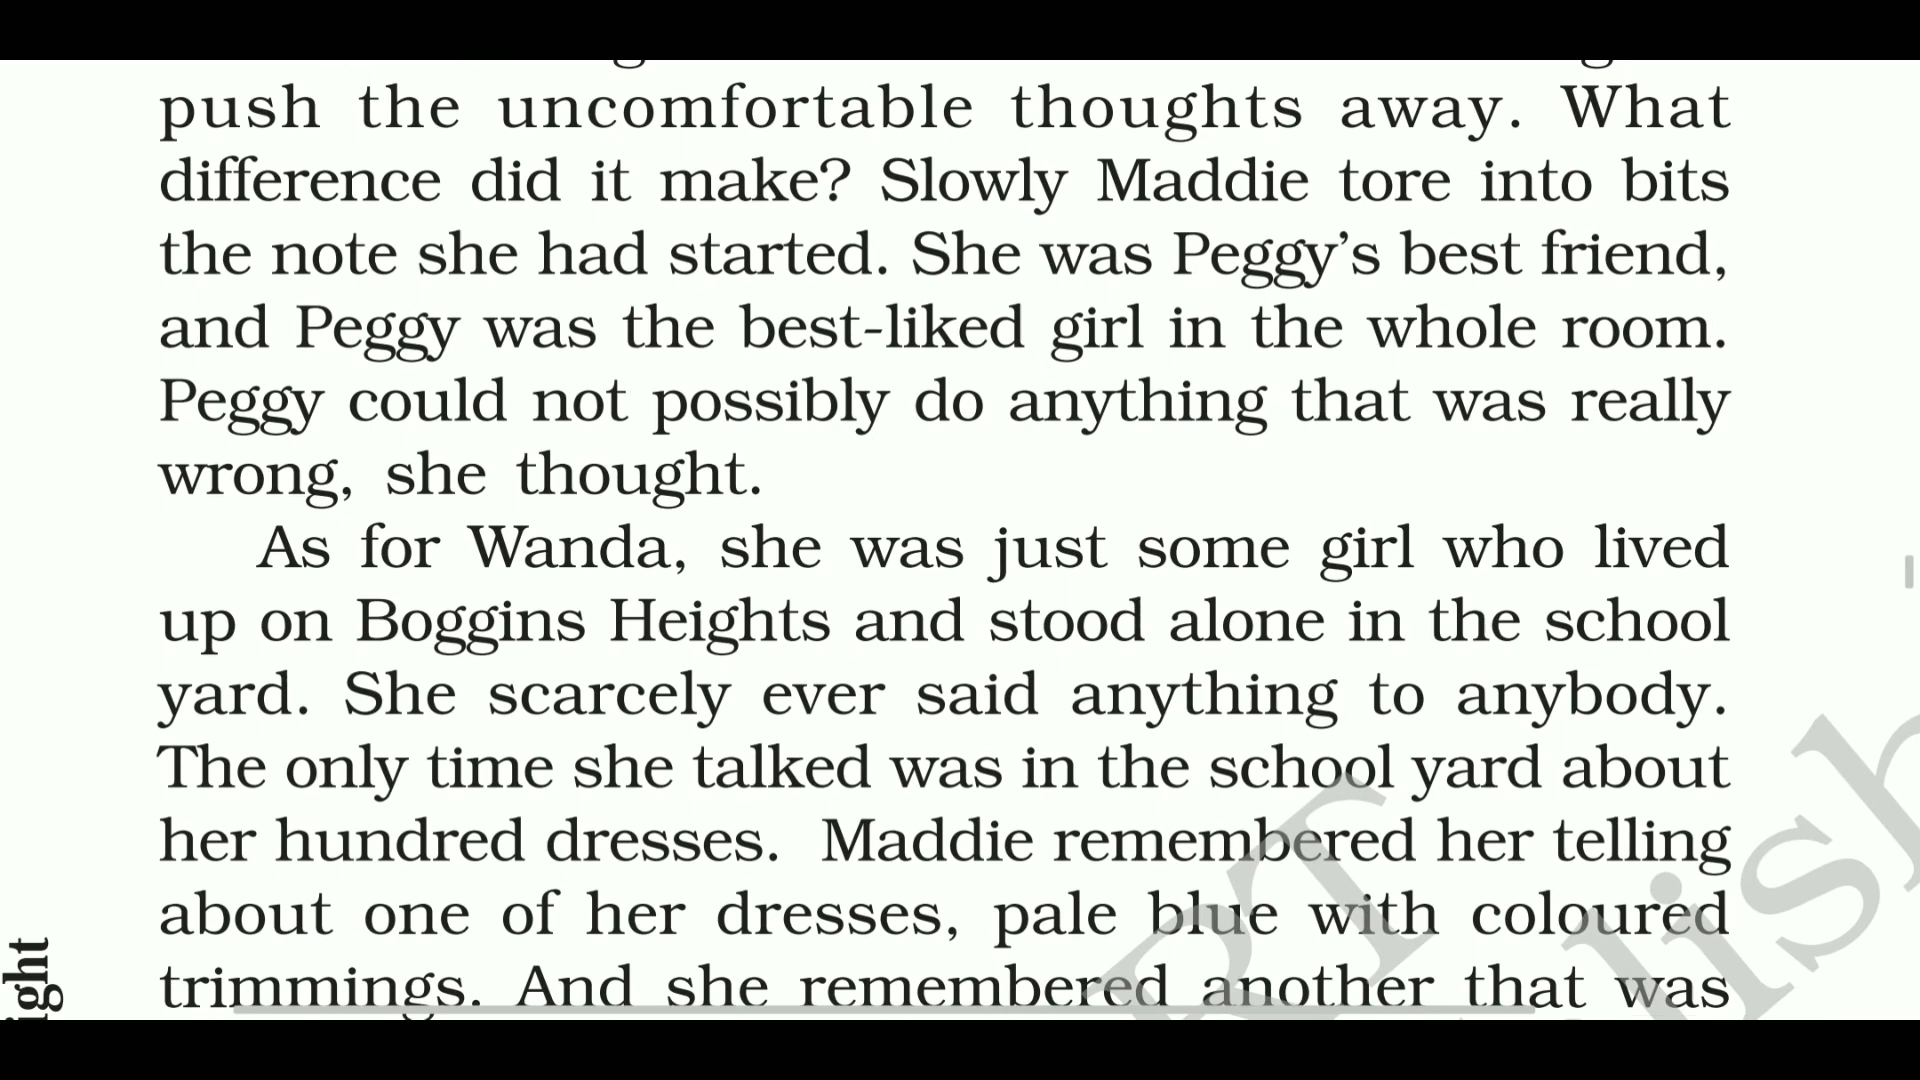 push the uncomfortable thoughts away. What
difference did it make? Slowly Maddie tore into bits
the note she had started. She was Peggy’s best friend,
and Peggy was the best-liked girl in the whole room.
Peggy could not possibly do anything that was really
wrong, she thought.
As for Wanda, she was just some girl who lived
up on Boggins Heights and stood alone in the school
yard. She scarcely ever said anything to anybody.
The only time she talked was in the school yard about
her hundred dresses. Maddie remembered her telling
about one of her dresses, pale blue with coloured
trimmings. And she remembered another that was
ight
RT
lish